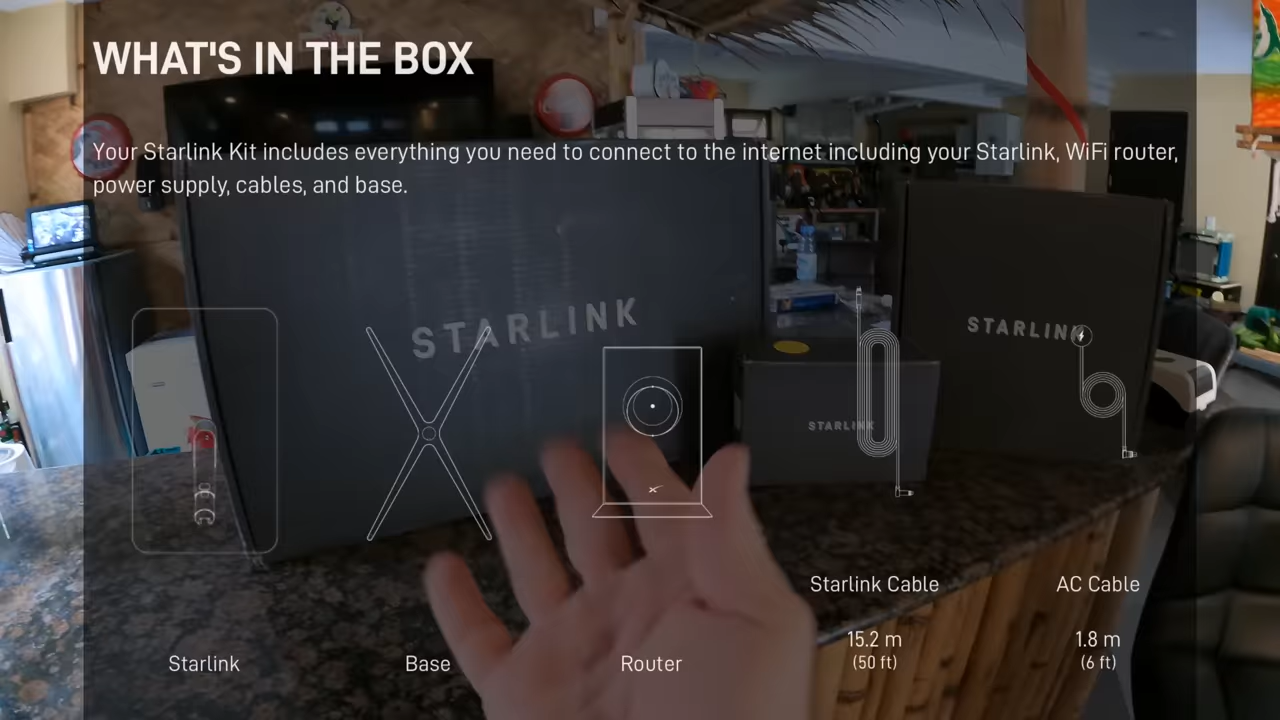 WHAT'S IN THE BOX
Your Starlink Kit includes everything you need to connect to the internet including your Starlink, WiFi router,
power supply, cables, and base.
STARLINK
STARLINK
STARLINK
Starlink Cable
AC Cable
15.2 m
1.8 m
(50 ft)
(6 ft)
Starlink
Base
Router